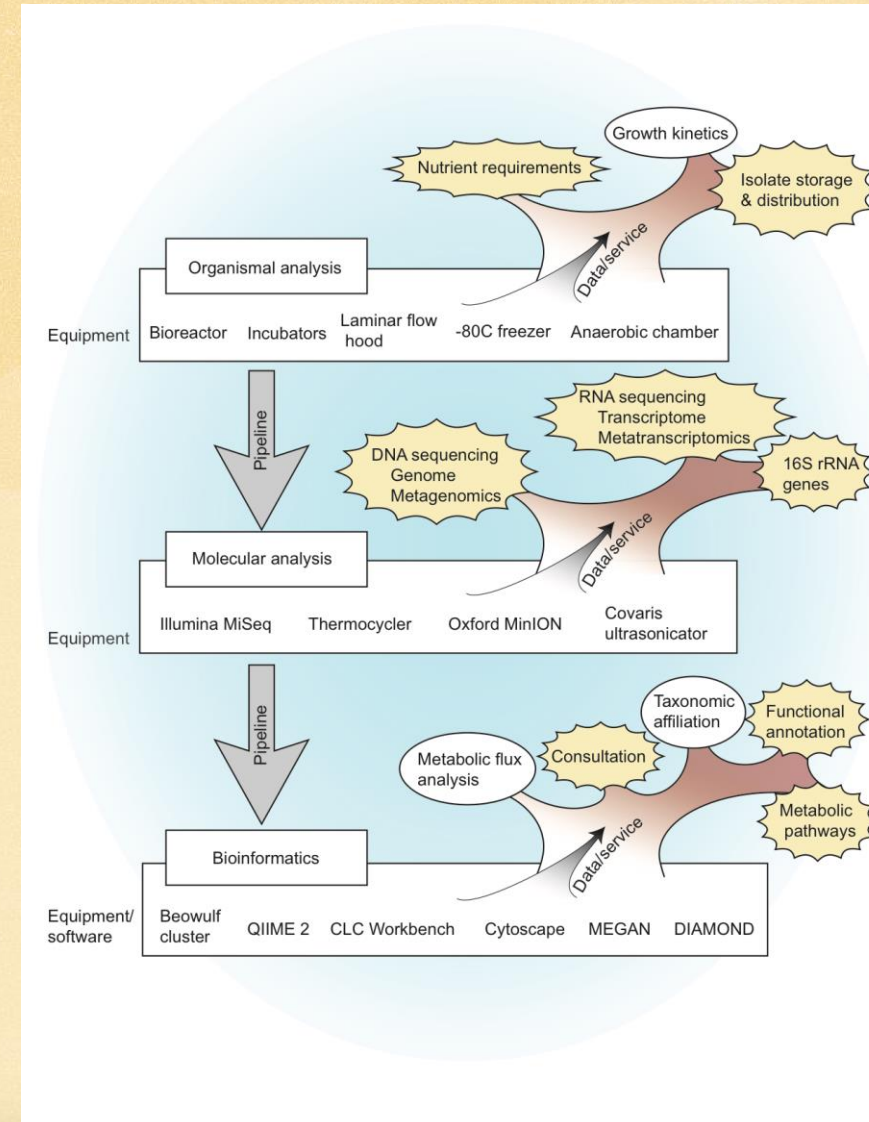 Growth kinetics
Nutrient requirements
Isolate storage
& distribution
Data/service
Organismal analysis
Equipment
Bioreactor
Incubators
Laminar flow
hood
-80C freezer
Anaerobic chamber
Pipeline
RNA sequencing
Transcriptome
Metatranscriptomics
DNA sequencing
Genome
Metagenomics
16S rRNA
genes
Data/service
Molecular analysis
Equipment
Illumina MiSeq
Thermocycler
Oxford MinION
Covaris
ultrasonicator
Pipeline
Taxonomic
affiliation
Functional
annotation
Metabolic flux
analysis
Consultation
Metabolic
pathways
Data/service
Bioinformatics
Equipment/
software
Beowulf
cluster
QIIME 2
CLC Workbench
Cytoscape
MEGAN
DIAMOND